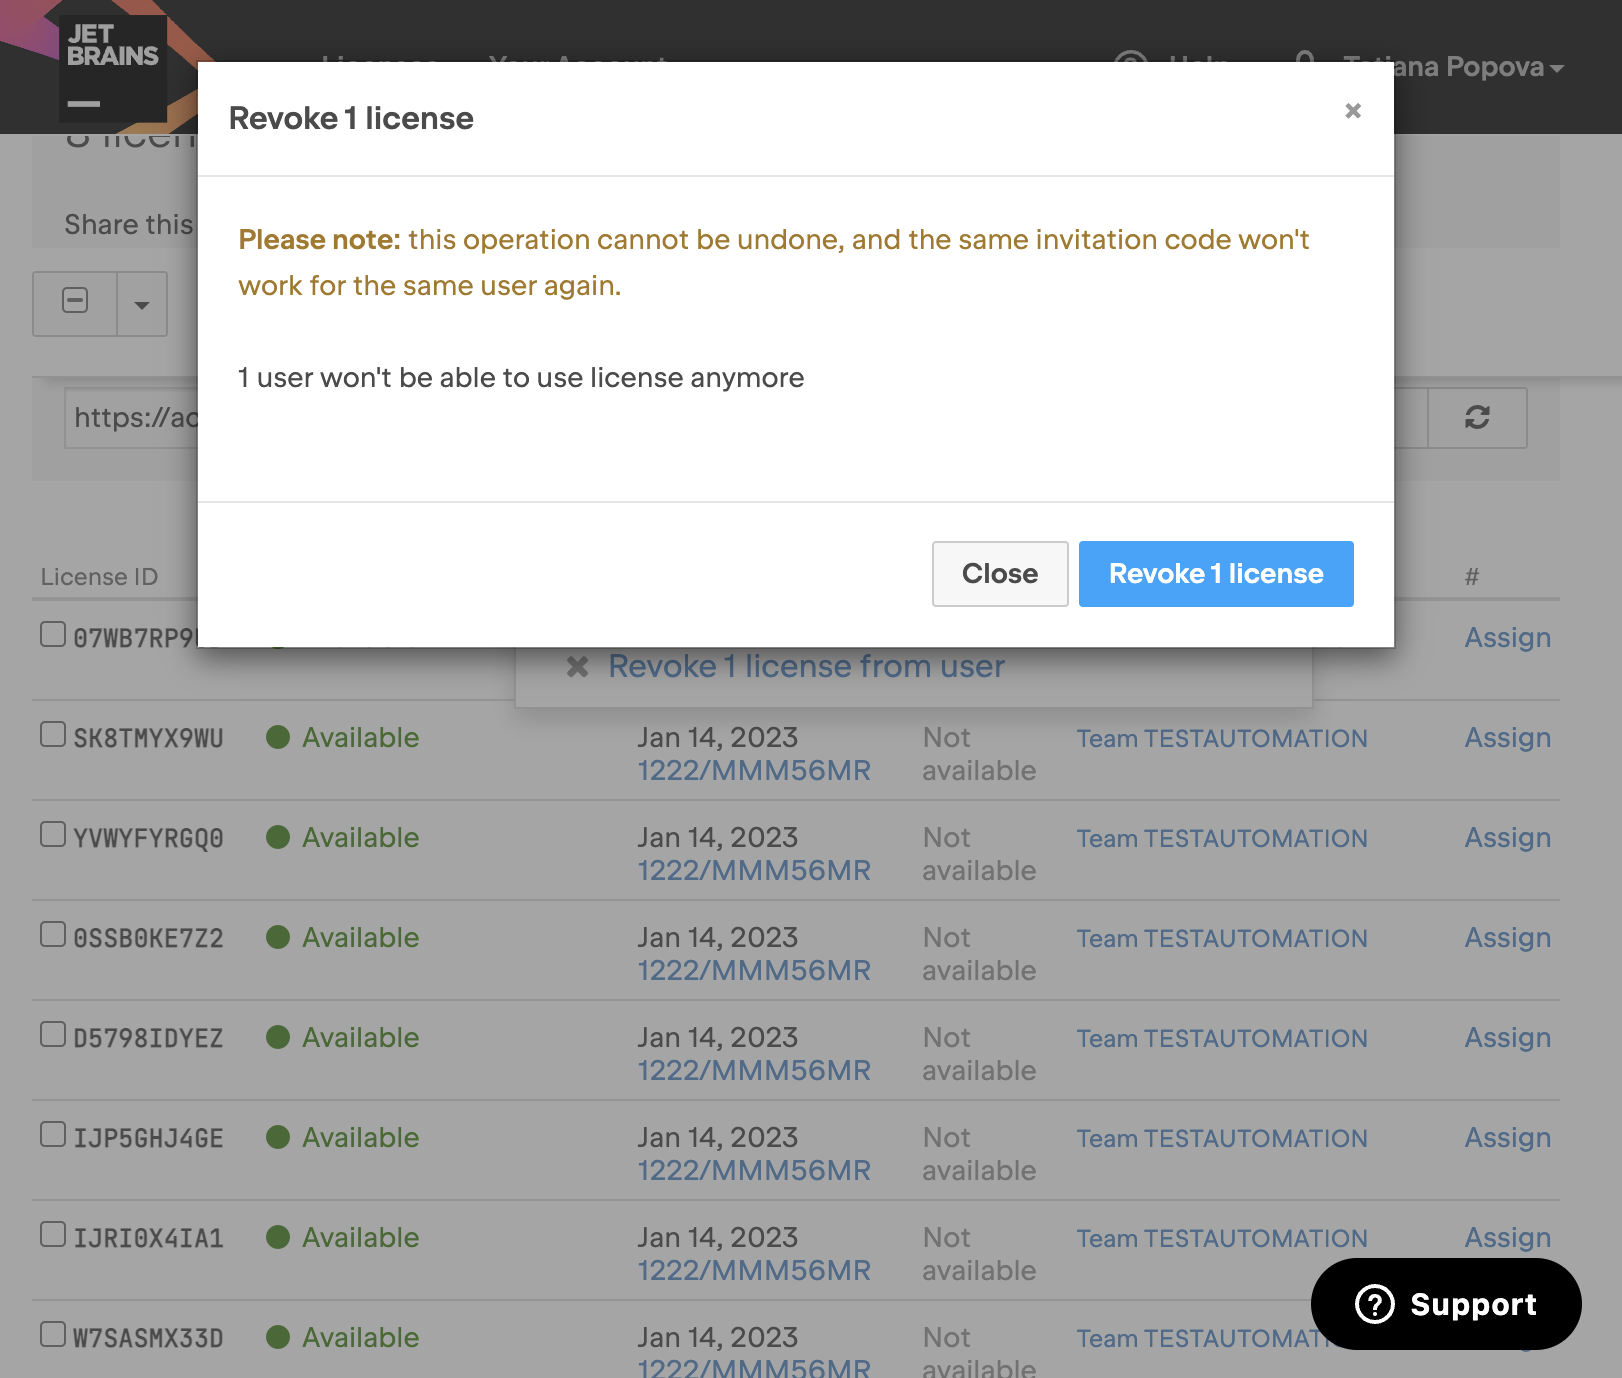 JET
BRAINS
Tatiana Popova
Revoke 1 license
Please note: this operation cannot be undone, and the same invitation code won't
work for the same user again.
1 user won't be able to use license anymore
Close
Revoke 1 license
Share this
https://ac
License ID
#
07WB7RP9
Assign
Revoke 1 license from user
SK8TMYX9WU
Available
Jan 14, 2023
1222/MMM56MR
Not
available
Team TESTAUTOMATION
Assign
YVWYFYRGQ0
Available
Jan 14, 2023
1222/MMM56MR
Not
available
Team TESTAUTOMATION
Assign
0SSB0KE7Z2
Available
Jan 14, 2023
1222/MMM56MR
Not
available
Team TESTAUTOMATION
Assign
D5798IDYEZ
Available
Jan 14, 2023
1222/MMM56MR
Not
available
Team TESTAUTOMATION
Assign
IJP5GHJ4GE
Available
Jan 14, 2023
1222/MMM56MR
Not
available
Team TESTAUTOMATION
Assign
IJRI0X4IA1
Available
Jan 14, 2023
1222/MMM56MR
Not
available
Team TESTAUTOMATION
Assign
W7SASMX33D
Available
Jan 14, 2023
1222/MMM56MR
Not
available
Team TESTAUTOMAT
Support